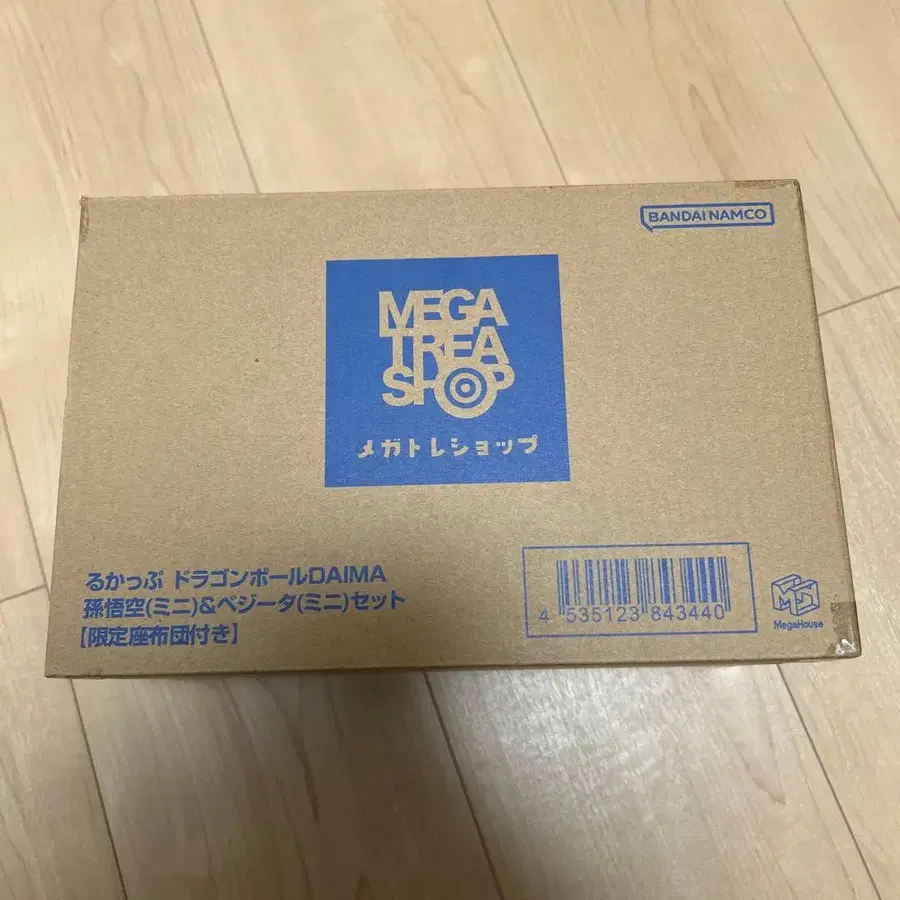 BANDAI NAMCO
MEGA
TREA
SHOP
メガトレショップ
るかっぷ ドラゴンボールDAIMA
孫悟空(ミニ)&ベジータ(ミニ)セット
【限定座布団付き】
4 535123 843440
MegaHouse